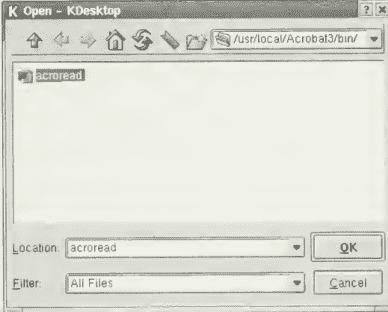 K Open - KDesktop
/usr/local/Acrobat3/bin/
acroread
Location: acroread
OK
Filter: All Files
Cancel